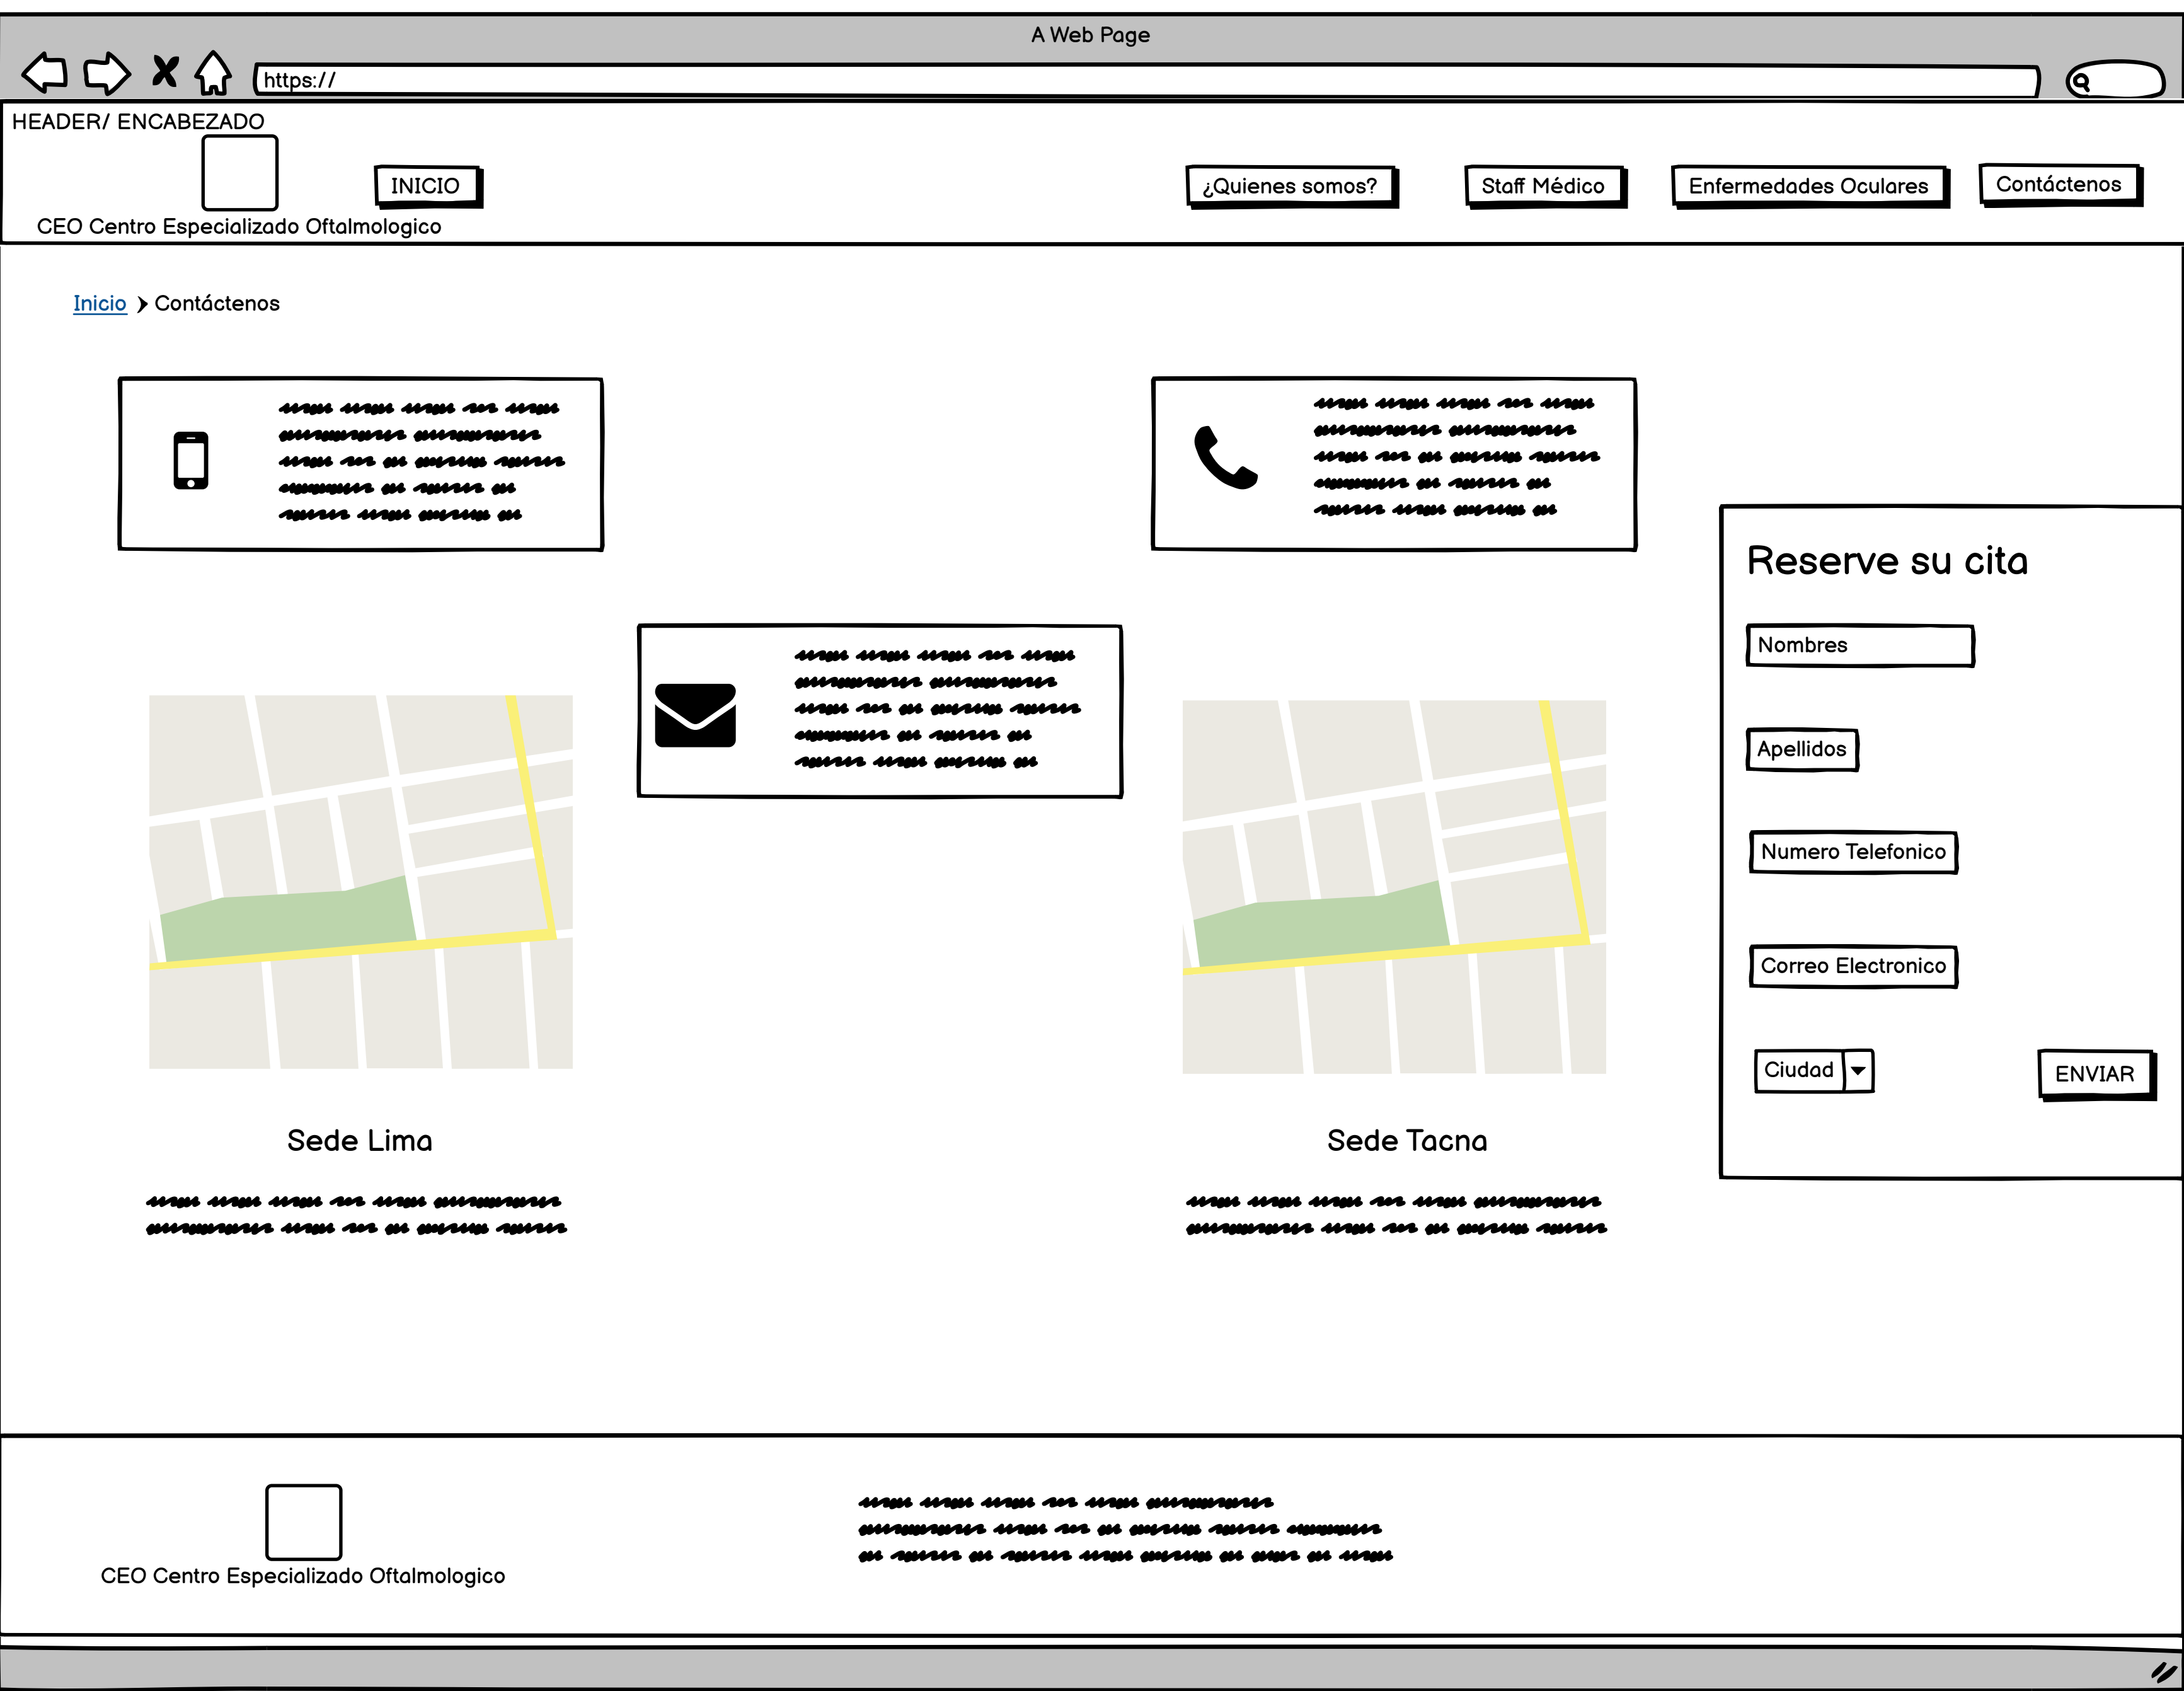 A Web Page
https://
HEADER/ ENCABEZADO
INICIO
¿Quienes somos?
Staff Médico
Enfermedades Oculares
Contáctenos
CEO Centro Especializado Oftalmologico
Inicio
Contáctenos
Reserve su cita
Nombres
Apellidos
Numero Telefonico
Correo Electronico
Ciudad
ENVIAR
Sede Lima
Sede Tacna
CEO Centro Especializado Oftalmologico